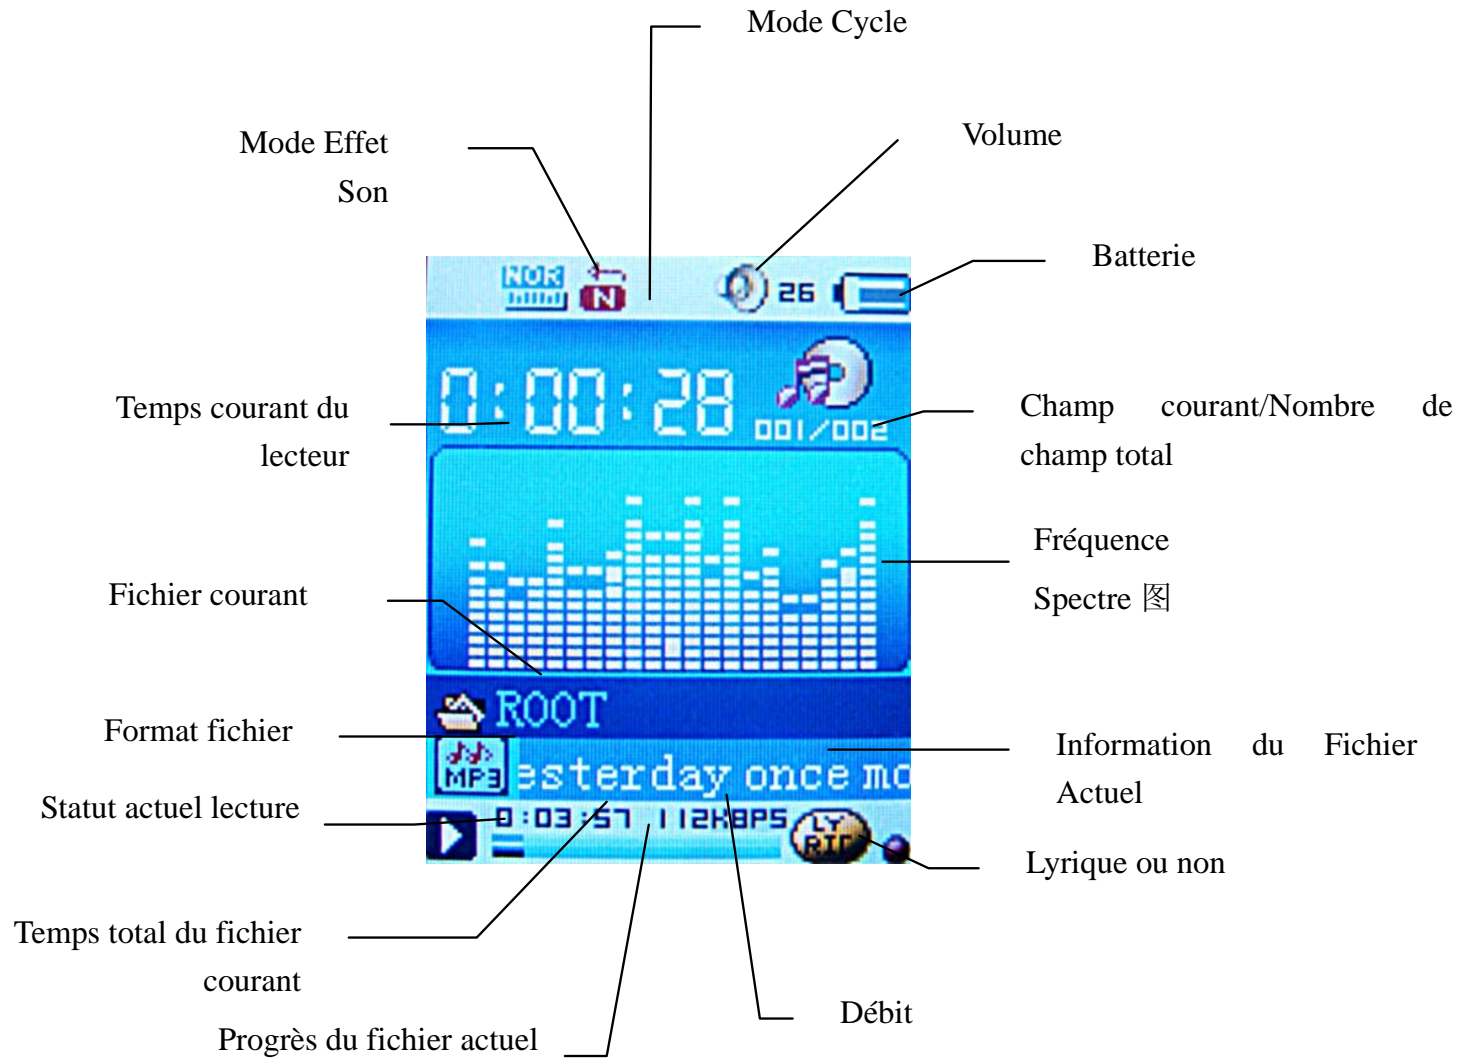 Mode Cycle
Mode Effet
Son
Volume
Batterie
NOR
N
26
0:00:28
001/002
Temps courant du
lecteur
Champ courant/Nombre de
champ total
Fréquence
Spectre 图
Fichier courant
ROOT
Format fichier
MP3
esterday once mo
Information du Fichier
Actuel
Statut actuel lecture
0:03:57 112KBPS
LY
RIC
Lyrique ou non
Temps total du fichier
courant
Débit
Progrès du fichier actuel